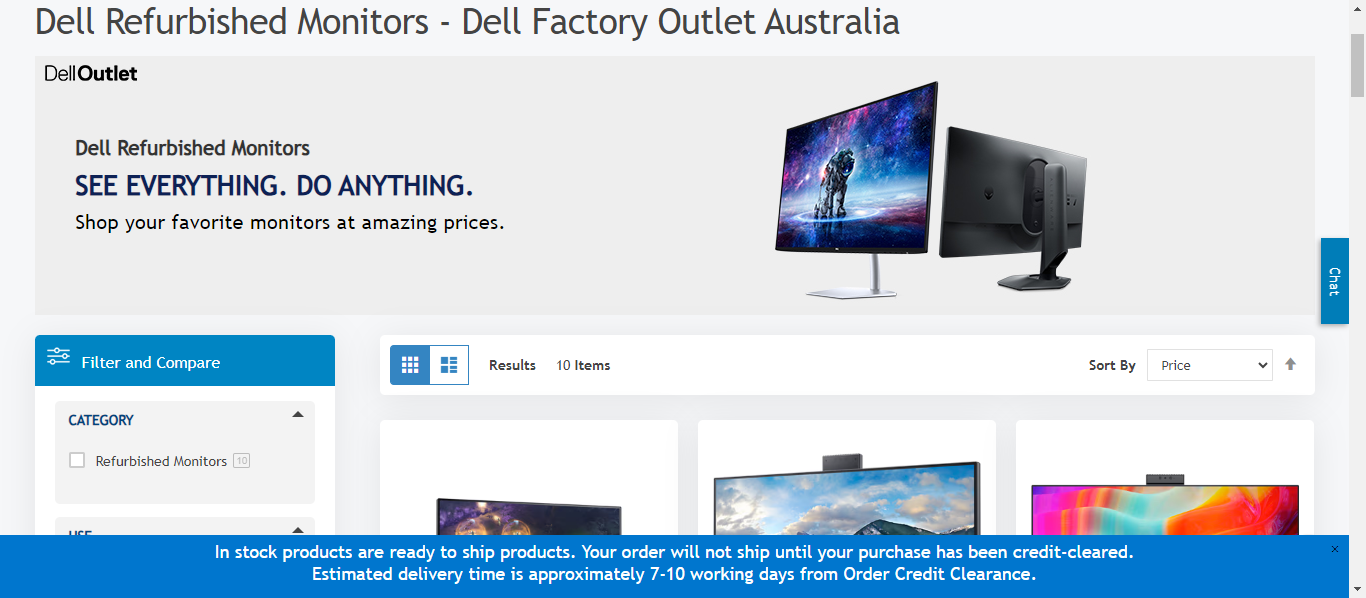 Dell Refurbished Monitors - Dell Factory Outlet Australia
DellOutlet
Dell Refurbished Monitors
SEE EVERYTHING. DO ANYTHING.
Shop your favorite monitors at amazing prices.
Chat
Filter and Compare
Results 10 Items
Sort By Price
CATEGORY
Refurbished Monitors 10
USE
In stock products are ready to ship products. Your order will not ship until your purchase has been credit-cleared.
Estimated delivery time is approximately 7-10 working days from Order Credit Clearance.